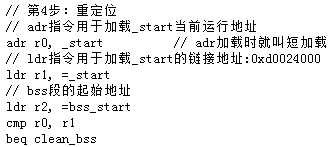 // 第4步：重定位
// adr指令用于加载_start当前运行地址
adr r0, _start // adr加载时就叫短加载
// ldr指令用于加载_start的链接地址:0xd0024000
ldr r1, =_start
// bss段的起始地址
ldr r2, =bss_start
cmp r0, r1
beq clean_bss